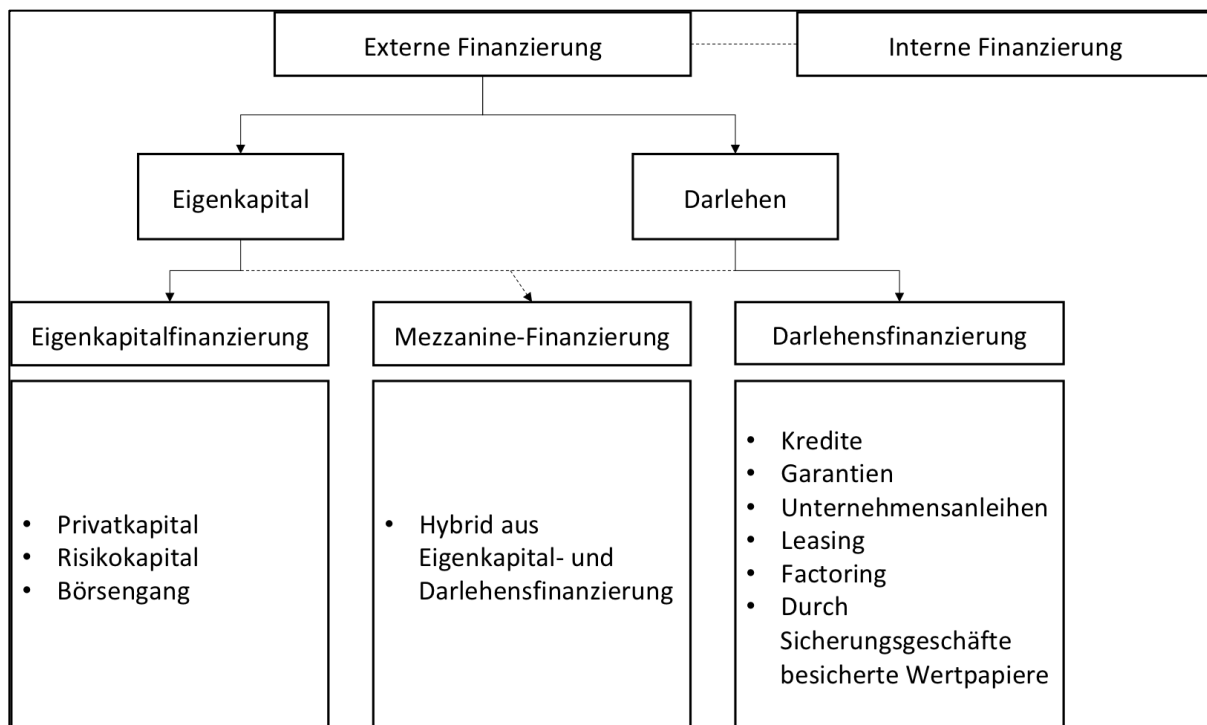 Externe Finanzierung
Interne Finanzierung
Eigenkapital
Darlehen
Eigenkapitalfinanzierung
Mezzanine-Finanzierung
Darlehensfinanzierung
• Privatkapital
• Risikokapital
• Börsengang
• Hybrid aus
Eigenkapital- und
Darlehensfinanzierung
• Kredite
• Garantien
• Unternehmensanleihen
• Leasing
• Factoring
• Durch
Sicherungsgeschäfte
besicherte Wertpapiere